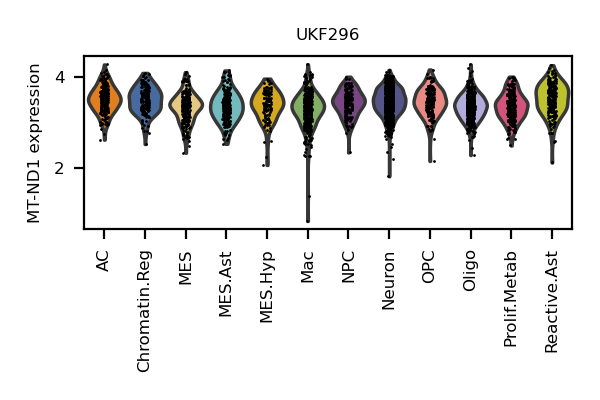 UKF296
MT-ND1 expression
4
2
AC
Chromatin.Reg
MES
MES.Ast
MES.Hyp
Mac
NPC
Neuron
OPC
Oligo
Prolif.Metab
Reactive.Ast